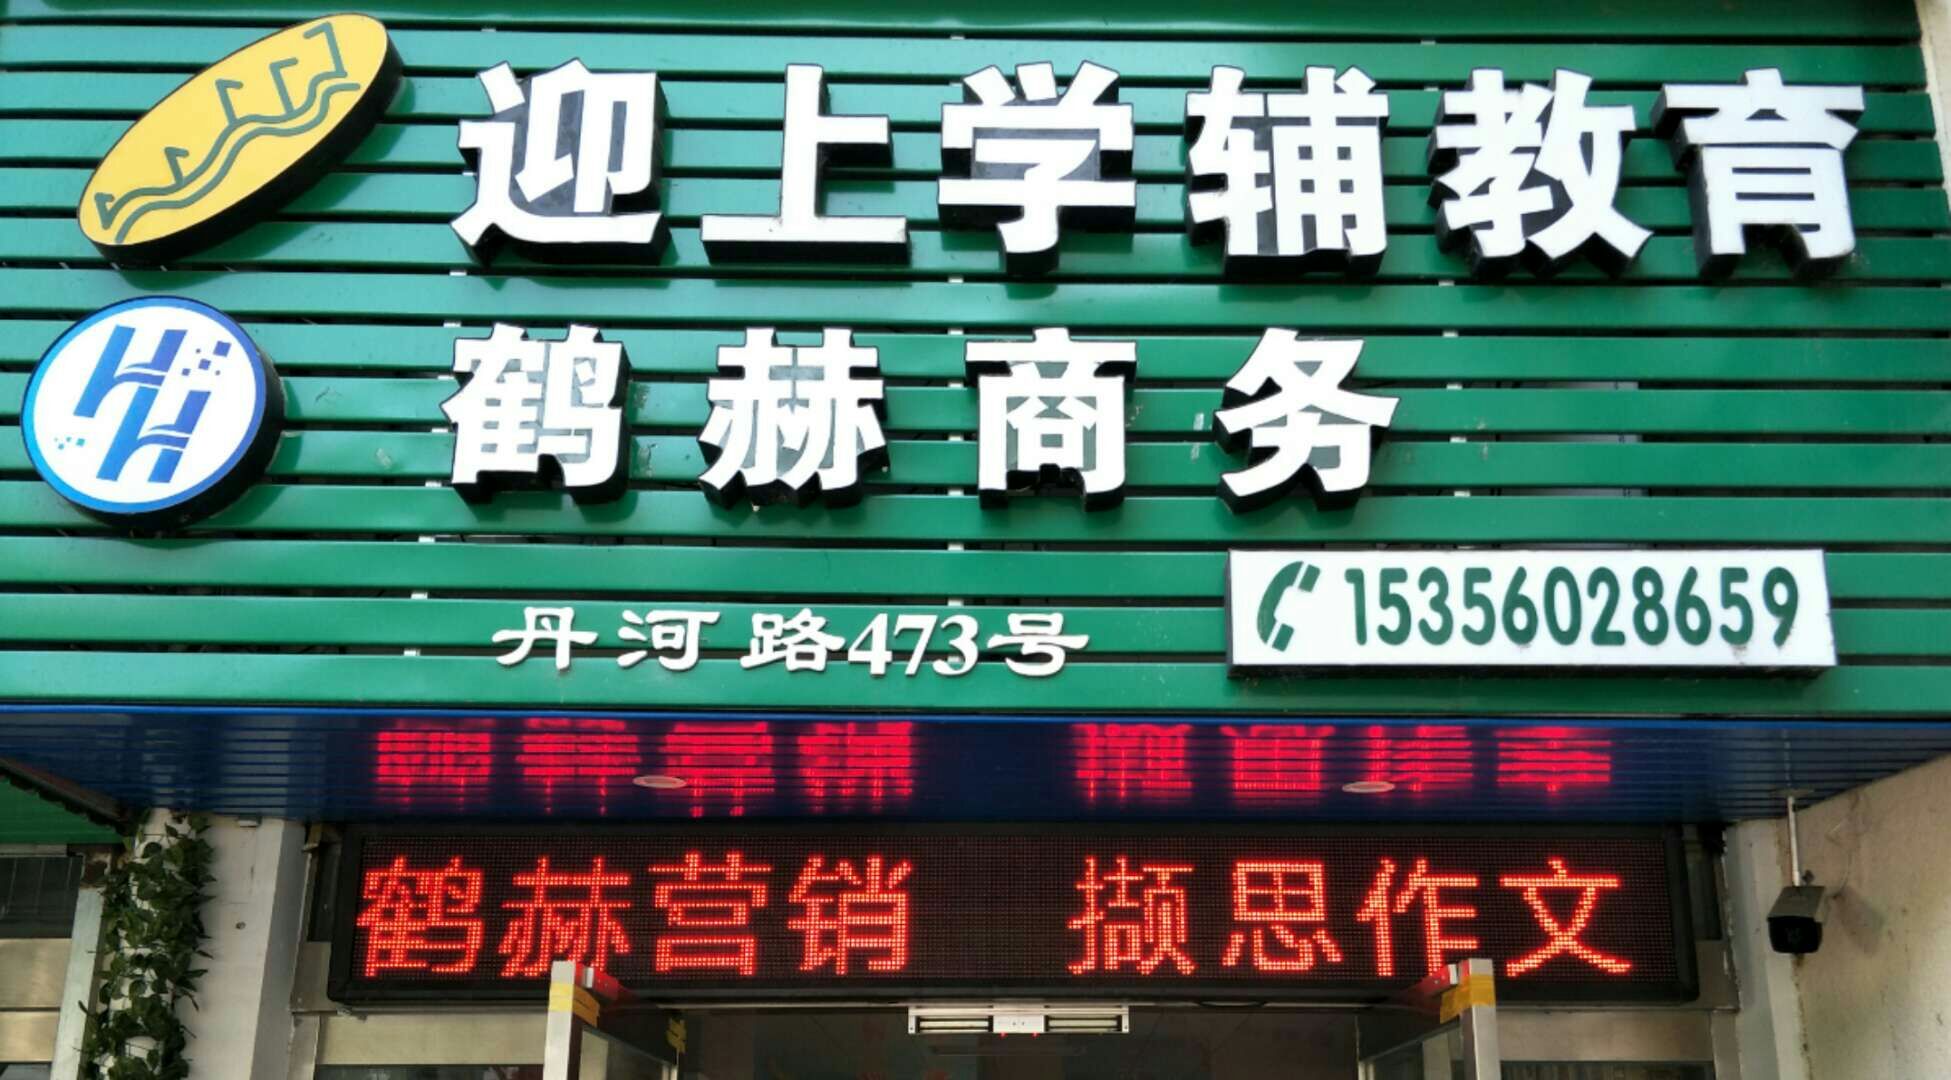 迎上学辅教育
鹤赫商务
丹河路473号
15356028659
鹤赫营销 撷思作文